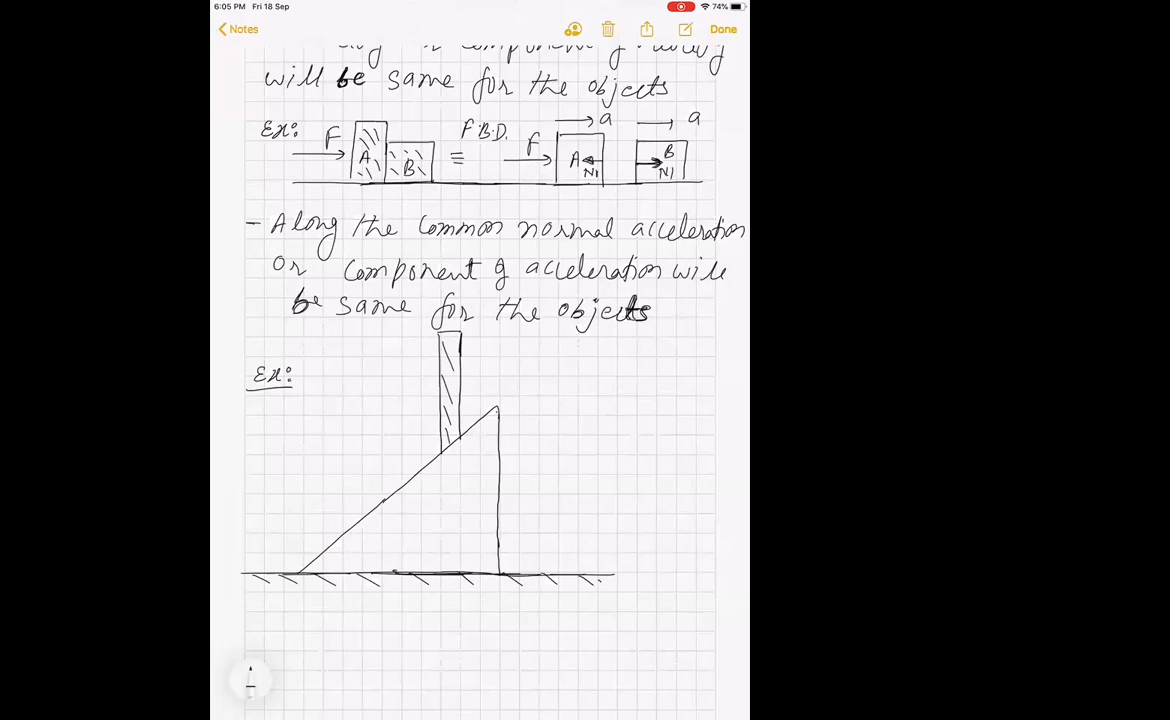 6:05 PM Fri 18 Sep 74%
Notes Done
will be same for the objects
Ex: F A B ≡ F.B.D. F A N1 a B N1 a
- Along the common normal acceleration
or component of acceleration will
be same for the objects
Ex: